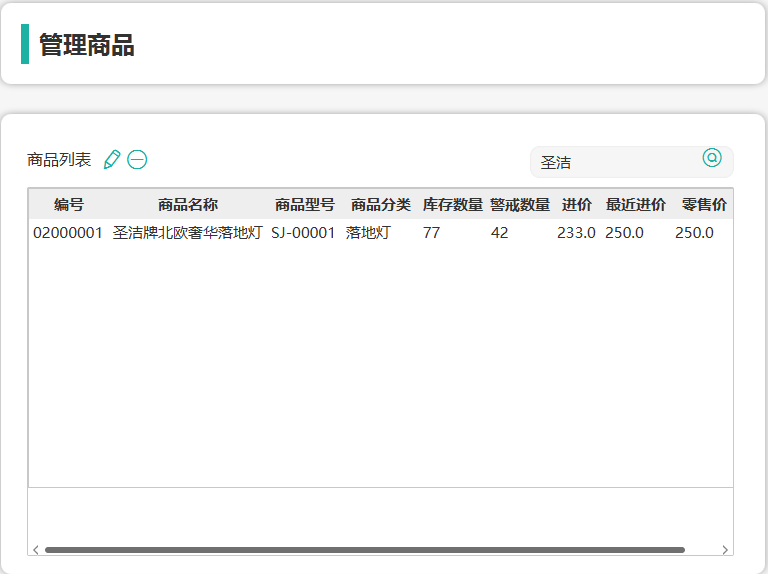 管理商品
商品列表
圣洁
编号 商品名称 商品型号 商品分类 库存数量 警戒数量 进价 最近进价 零售价
02000001 圣洁牌北欧奢华落地灯 SJ-00001 落地灯 77 42 233.0 250.0 250.0